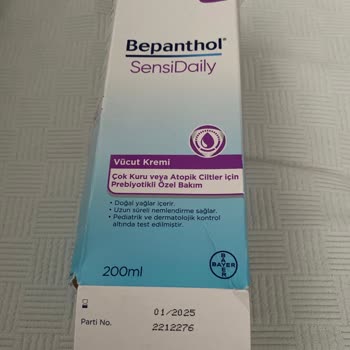 Bepanthol®
SensiDaily
Vücut Kremi
Çok Kuru veya Atopik Ciltler için
Prebiyotikli Özel Bakım
• Doğal yağlar içerir.
• Uzun süreli nemlendirme sağlar.
• Pediatrik ve dermatolojik kontrol
altında test edilmiştir.
200ml
BAYER
BAYER
01/2025
Parti No. 2212276